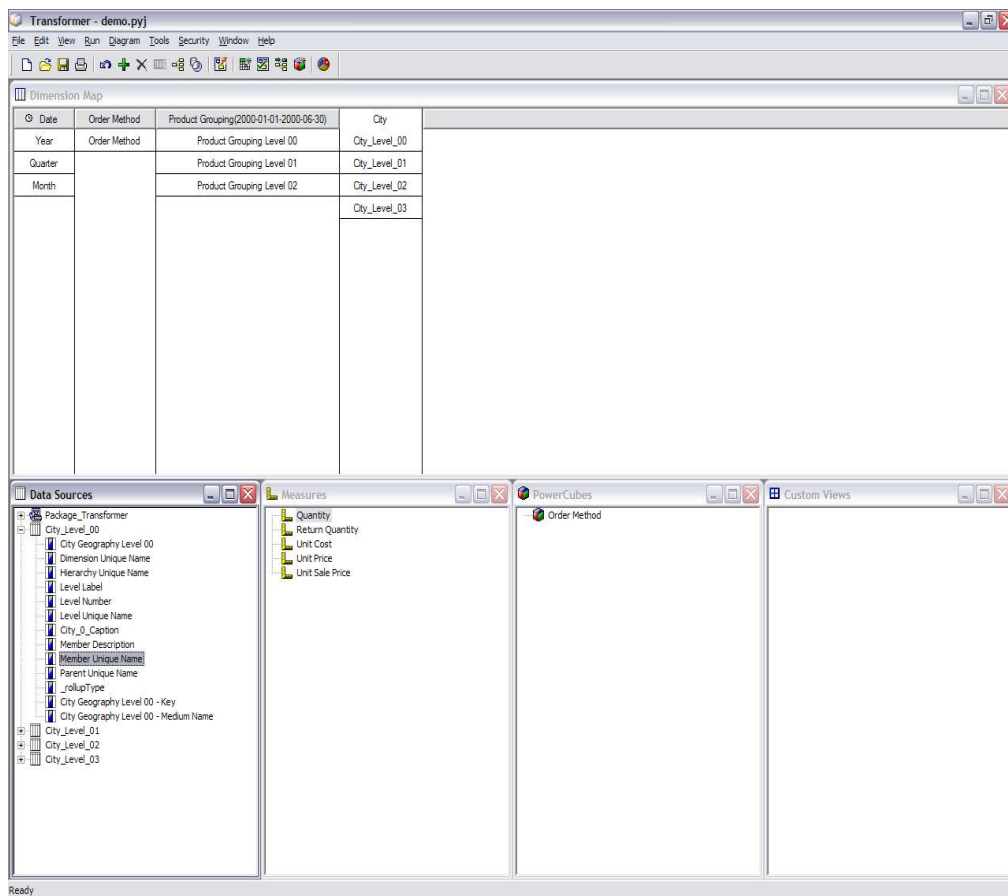 Transformer - demo.pyj
File Edit View Run Diagram Tools Security Window Help
Dimension Map
Date Order Method Product Grouping(2000-01-01-2000-06-30) City
Year Order Method Product Grouping Level 00 City_Level_00
Quarter Product Grouping Level 01 City_Level_01
Month Product Grouping Level 02 City_Level_02
City_Level_03
Data Sources
Package_Transformer
City_Level_00
City Geography Level 00
Dimension Unique Name
Hierarchy Unique Name
Level Label
Level Number
Level Unique Name
City_0_Caption
Member Description
Member Unique Name
Parent Unique Name
_rollupType
City Geography Level 00 - Key
City Geography Level 00 - Medium Name
City_Level_01
City_Level_02
City_Level_03
Measures
Quantity
Return Quantity
Unit Cost
Unit Price
Unit Sale Price
PowerCubes
Order Method
Custom Views
Ready